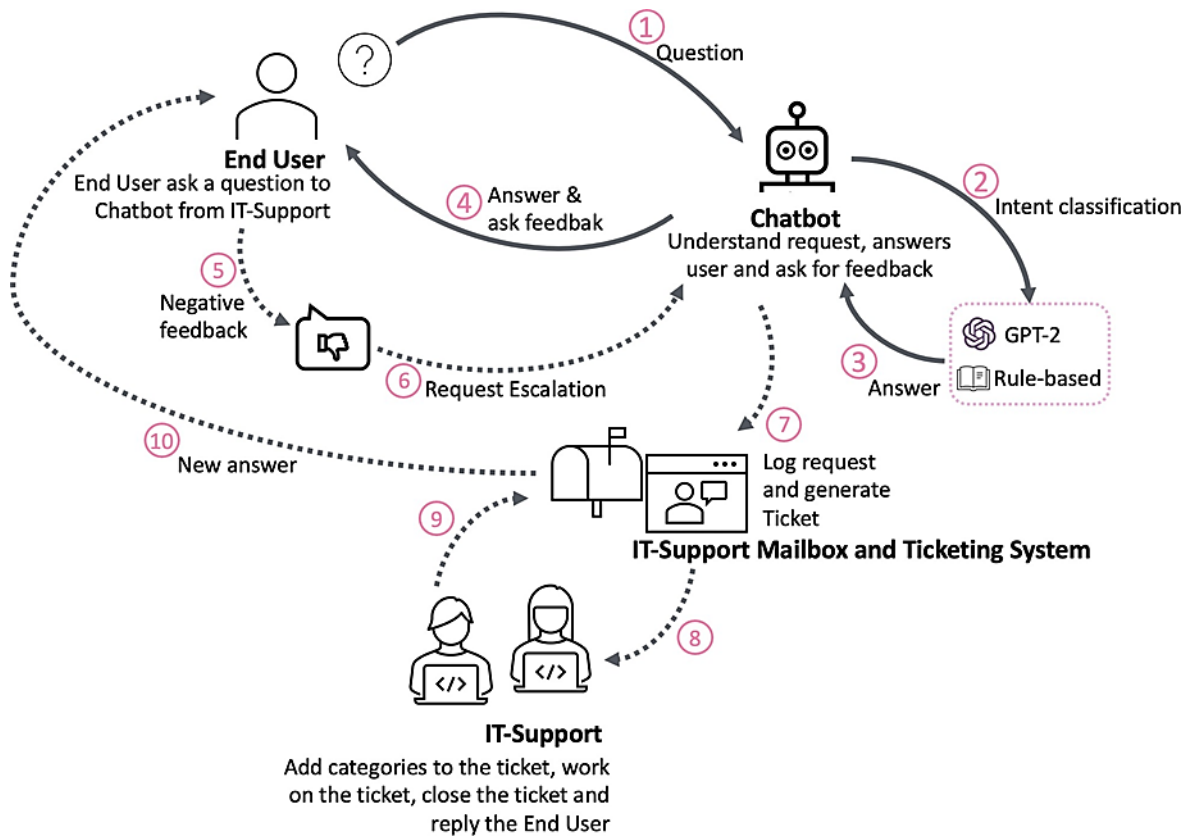 1
Question
?
End User
End User ask a question to
Chatbot from IT-Support
2
Intent classification
Chatbot
Understand request, answers
user and ask for feedback
4
Answer &
ask feedbak
GPT-2
Rule-based
3
Answer
5
Negative
feedback
6
Request Escalation
7
Log request
and generate
Ticket
IT-Support Mailbox and Ticketing System
8
</>
</>
IT-Support
Add categories to the ticket, work
on the ticket, close the ticket and
reply the End User
9
10
New answer